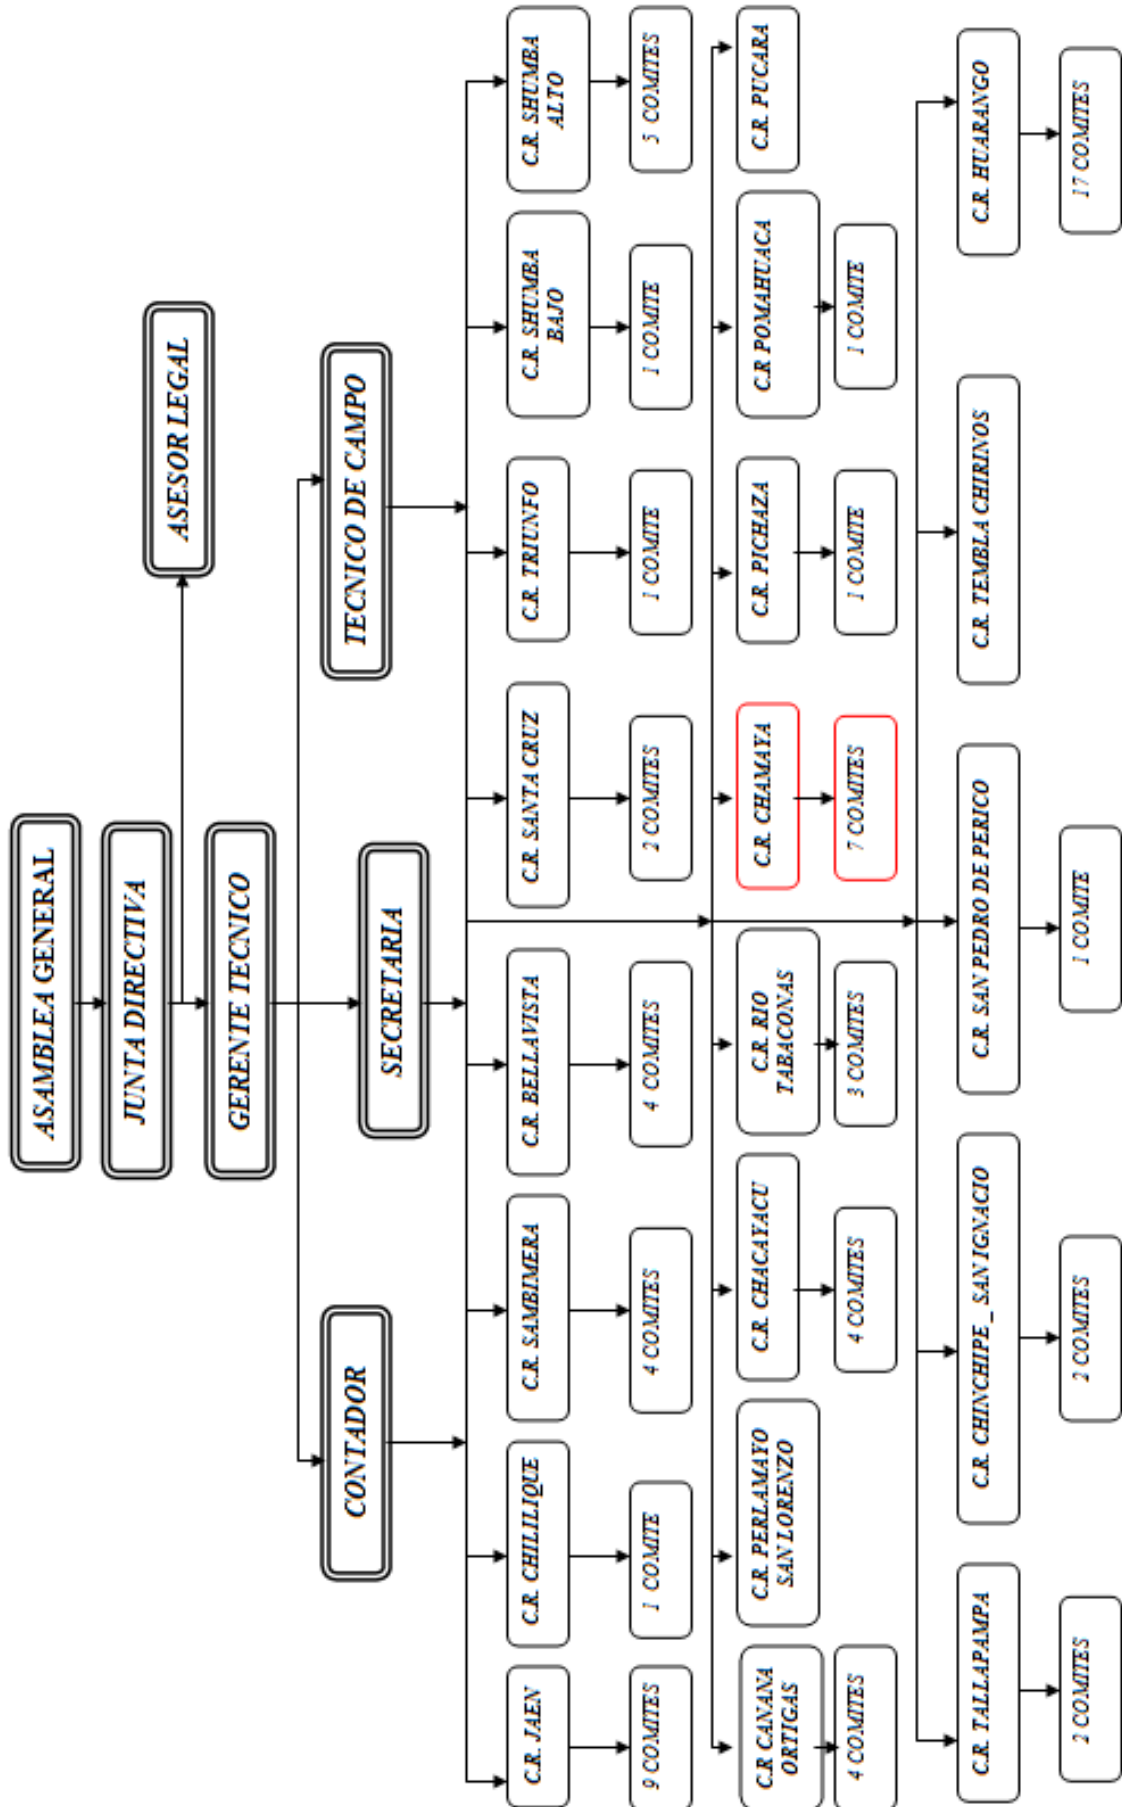 ASAMBLEA GENERAL
JUNTA DIRECTIVA
ASESOR LEGAL
GERENTE TECNICO
CONTADOR
SECRETARIA
TECNICO DE CAMPO
C.R. JAEN
C.R. CHILILIQUE
C.R. SAMBIMERA
C.R. BELLAVISTA
C.R. SANTA CRUZ
C.R. TRIUNFO
C.R. SHUMBA
BAJO
C.R. SHUMBA
ALTO
9 COMITES
1 COMITE
4 COMITES
4 COMITES
2 COMITES
1 COMITE
1 COMITE
5 COMITES
C.R CANANA
ORTIGAS
C.R. PERLAMAYO
SAN LORENZO
C.R. CHACAYACU
C.R. RIO
TABACONAS
C.R. CHAMAYA
C.R. PICHAZA
C.R POMAHUACA
C.R. PUCARA
4 COMITES
4 COMITES
3 COMITES
7 COMITES
1 COMITE
1 COMITE
C.R. TALLAPAMPA
C.R. CHINCHIPE _ SAN IGNACIO
C.R. SAN PEDRO DE PERICO
C.R. TEMBLA CHIRINOS
C.R. HUARANGO
2 COMITES
2 COMITES
1 COMITE
17 COMITES